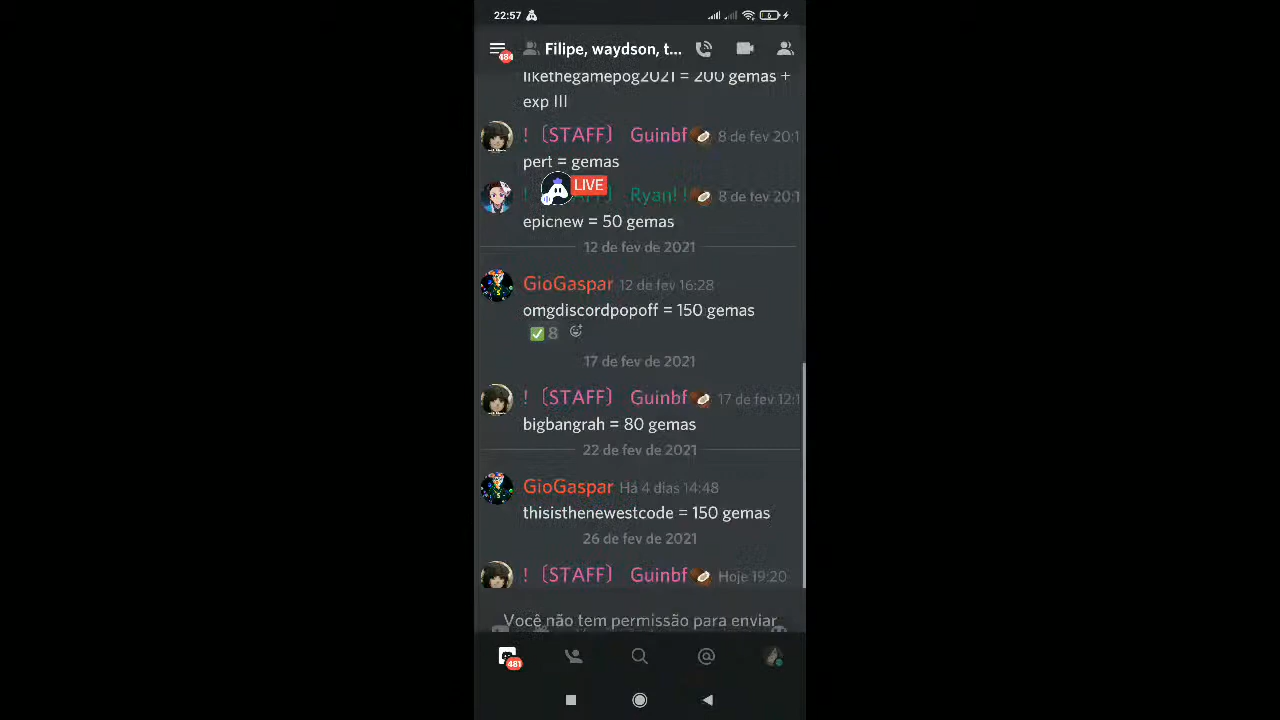 22:57
484
Filipe, waydson, t...
likethegamepog2021 = 200 gemas +
exp III
! 〔STAFF〕 Guinbf 8 de fev 20:1
pert = gemas
LIVE
Ryan! ! 8 de fev 20:1
epicnew = 50 gemas
12 de fev de 2021
GioGaspar 12 de fev 16:28
omgdiscordpopoff = 150 gemas
8
17 de fev de 2021
! 〔STAFF〕 Guinbf 17 de fev 12:1
bigbangrah = 80 gemas
22 de fev de 2021
GioGaspar Há 4 dias 14:48
thisisthenewestcode = 150 gemas
26 de fev de 2021
! 〔STAFF〕 Guinbf Hoje 19:20
Você não tem permissão para enviar
481